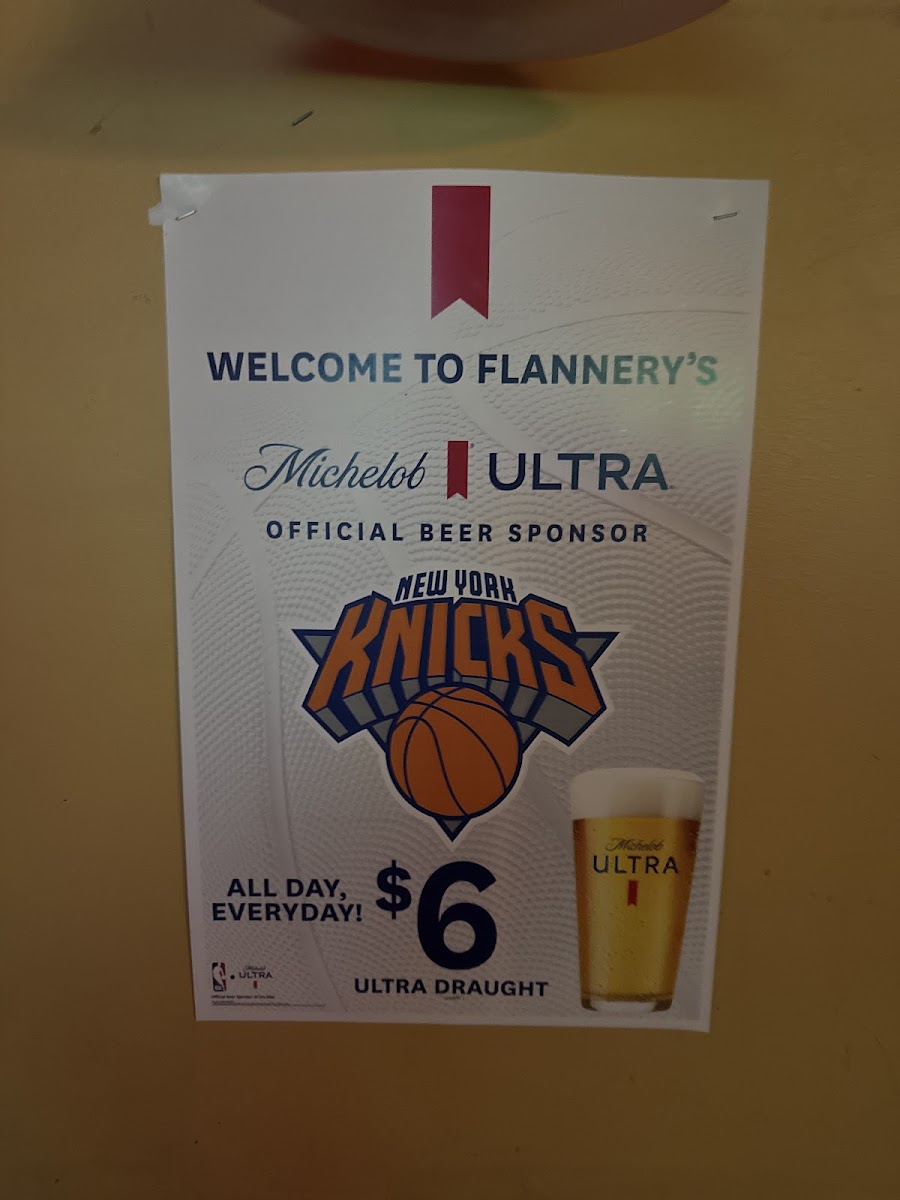 WELCOME TO FLANNERY'S
Michelob ULTRA
OFFICIAL BEER SPONSOR
NEW YORK
KNICKS
Michelob
ULTRA
ALL DAY,
EVERYDAY!
$6
ULTRA DRAUGHT
ULTRA